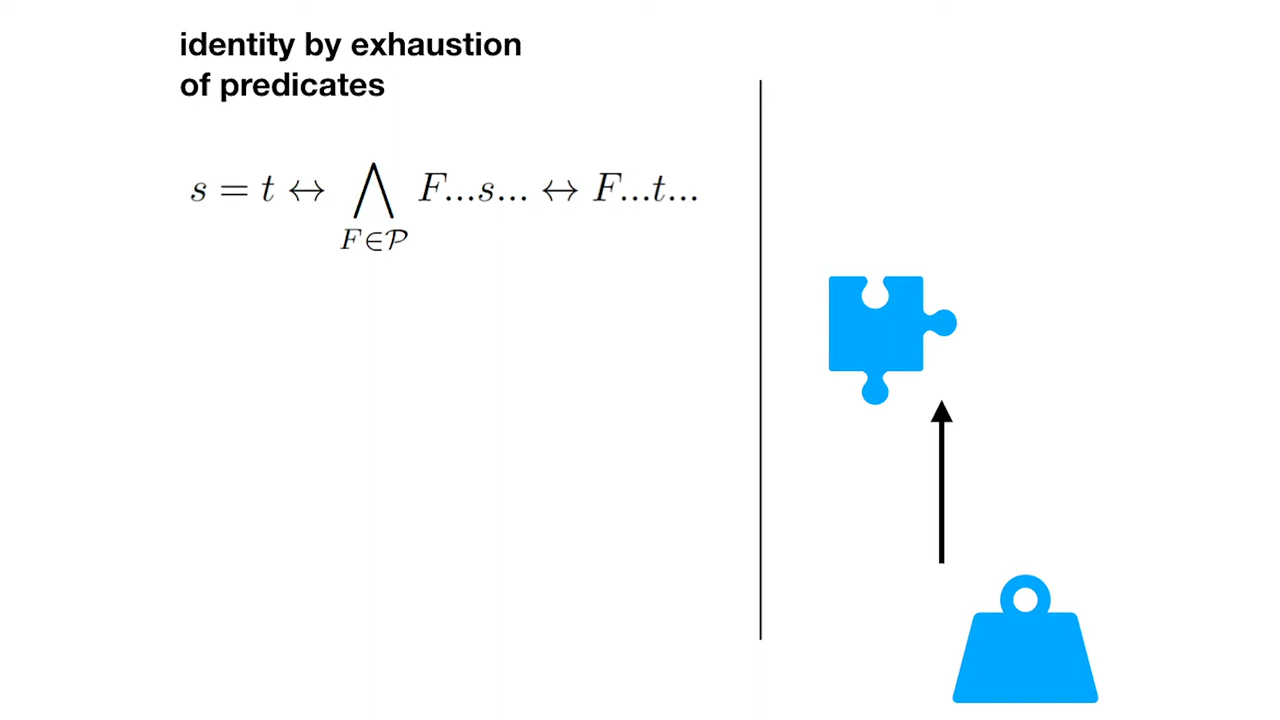 identity by exhaustion
of predicates
s = t ↔ ⋀ F...s... ↔ F...t...
F∈𝒫